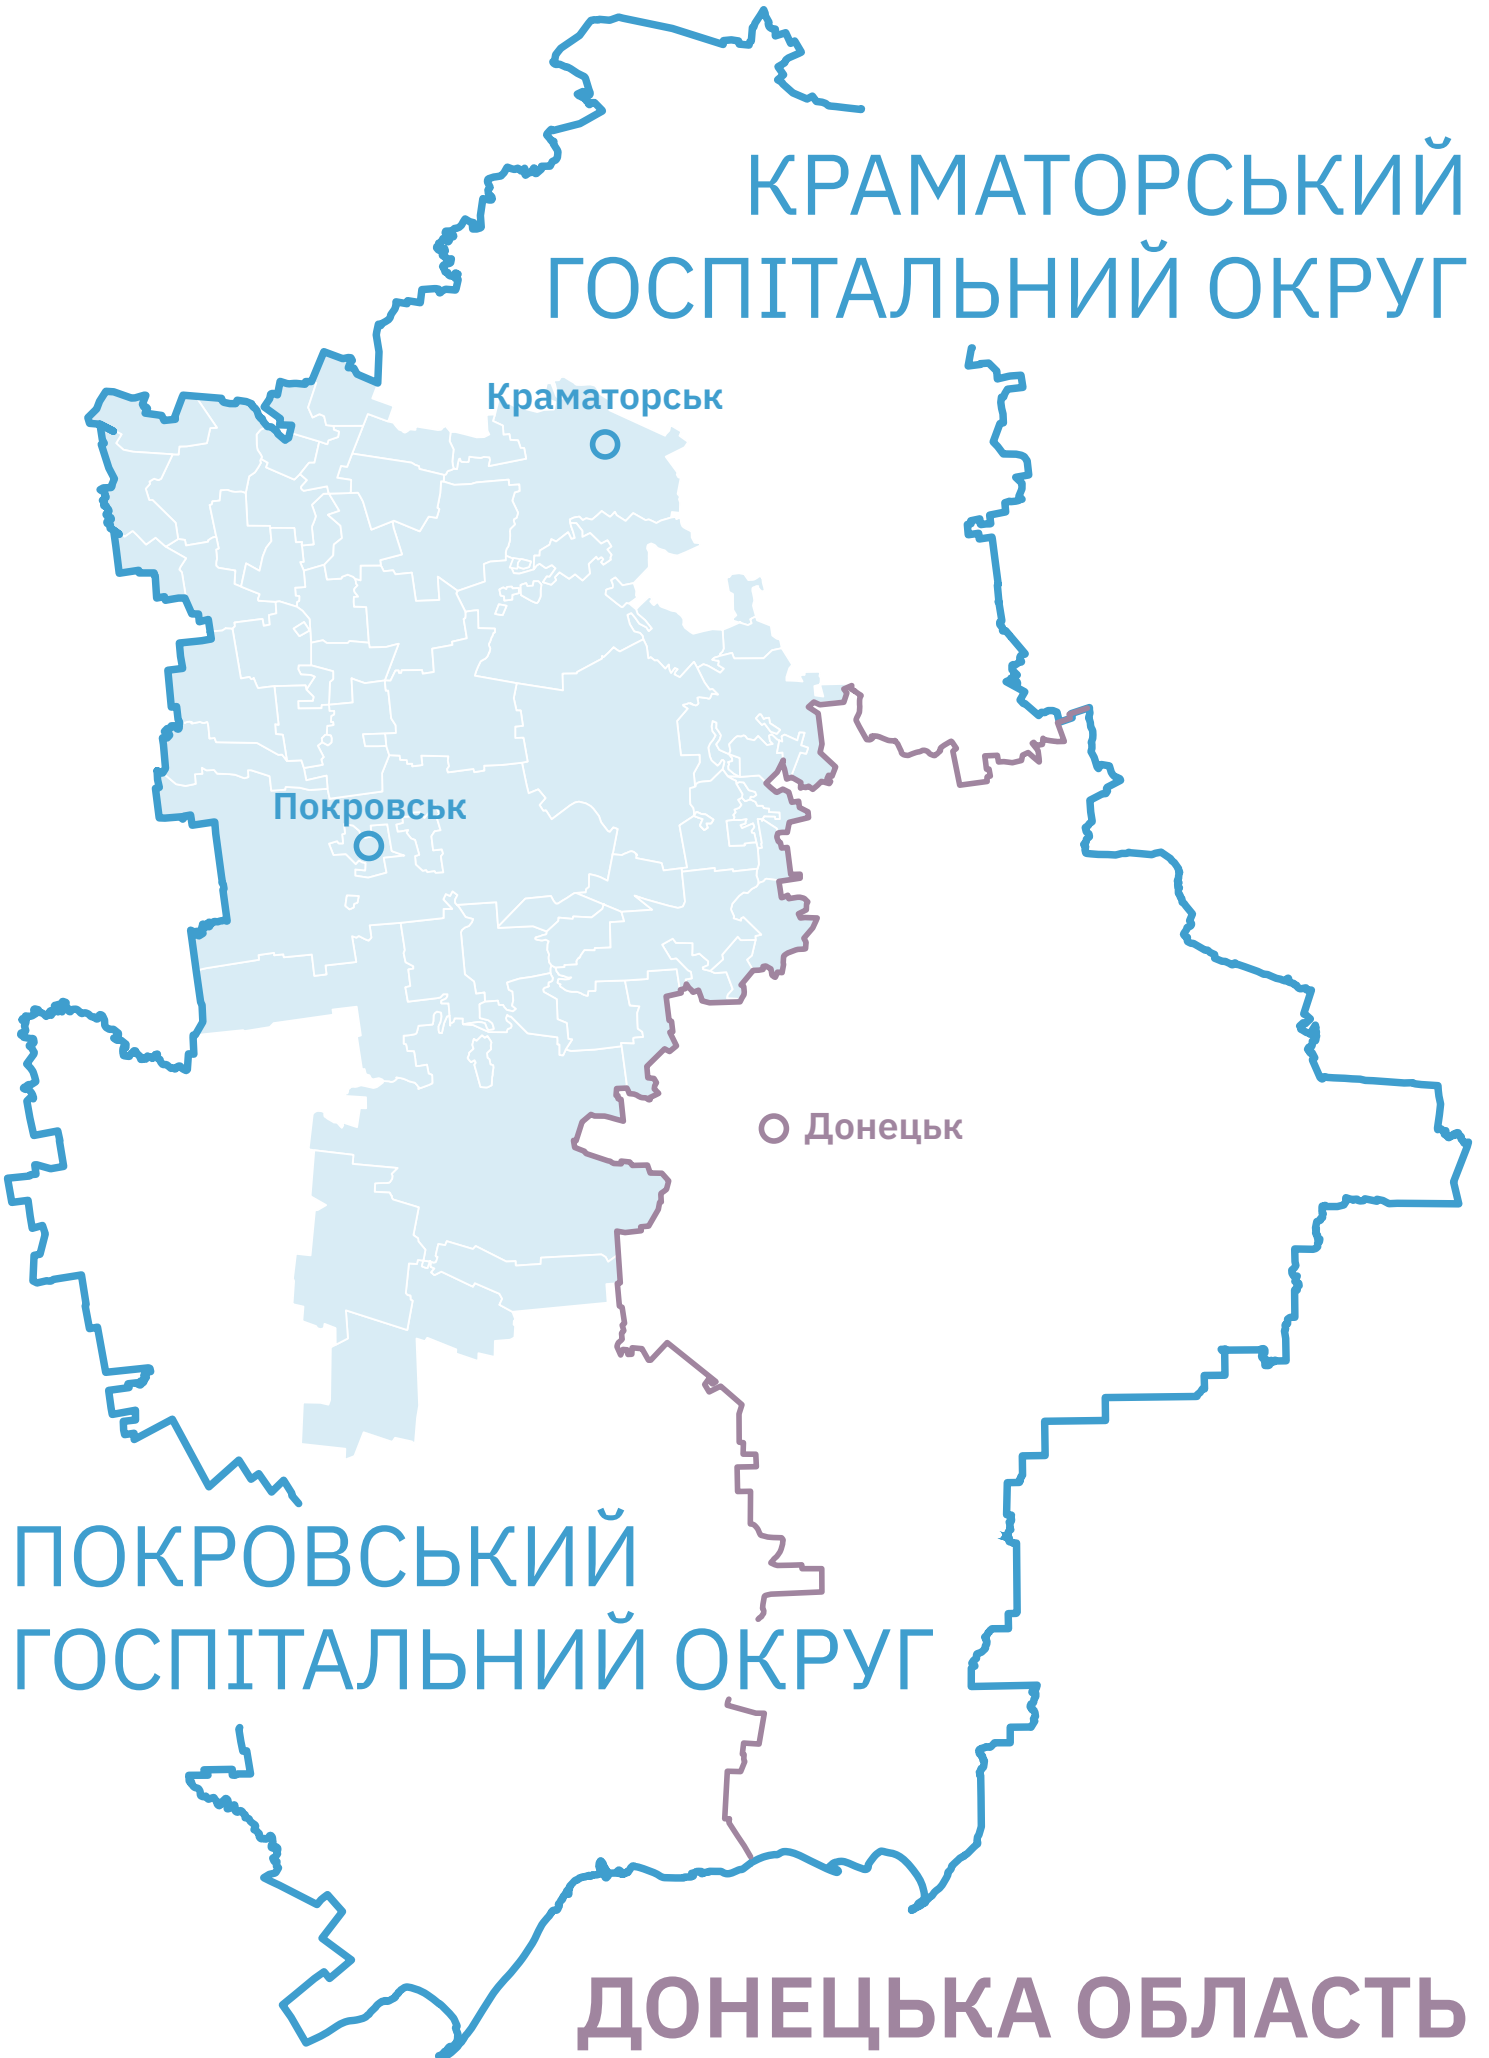 КРАМАТОРСЬКИЙ
ГОСПІТАЛЬНИЙ ОКРУГ
Краматорськ
Покровськ
Донецьк
ПОКРОВСЬКИЙ
ГОСПІТАЛЬНИЙ ОКРУГ
ДОНЕЦЬКА ОБЛАСТЬ